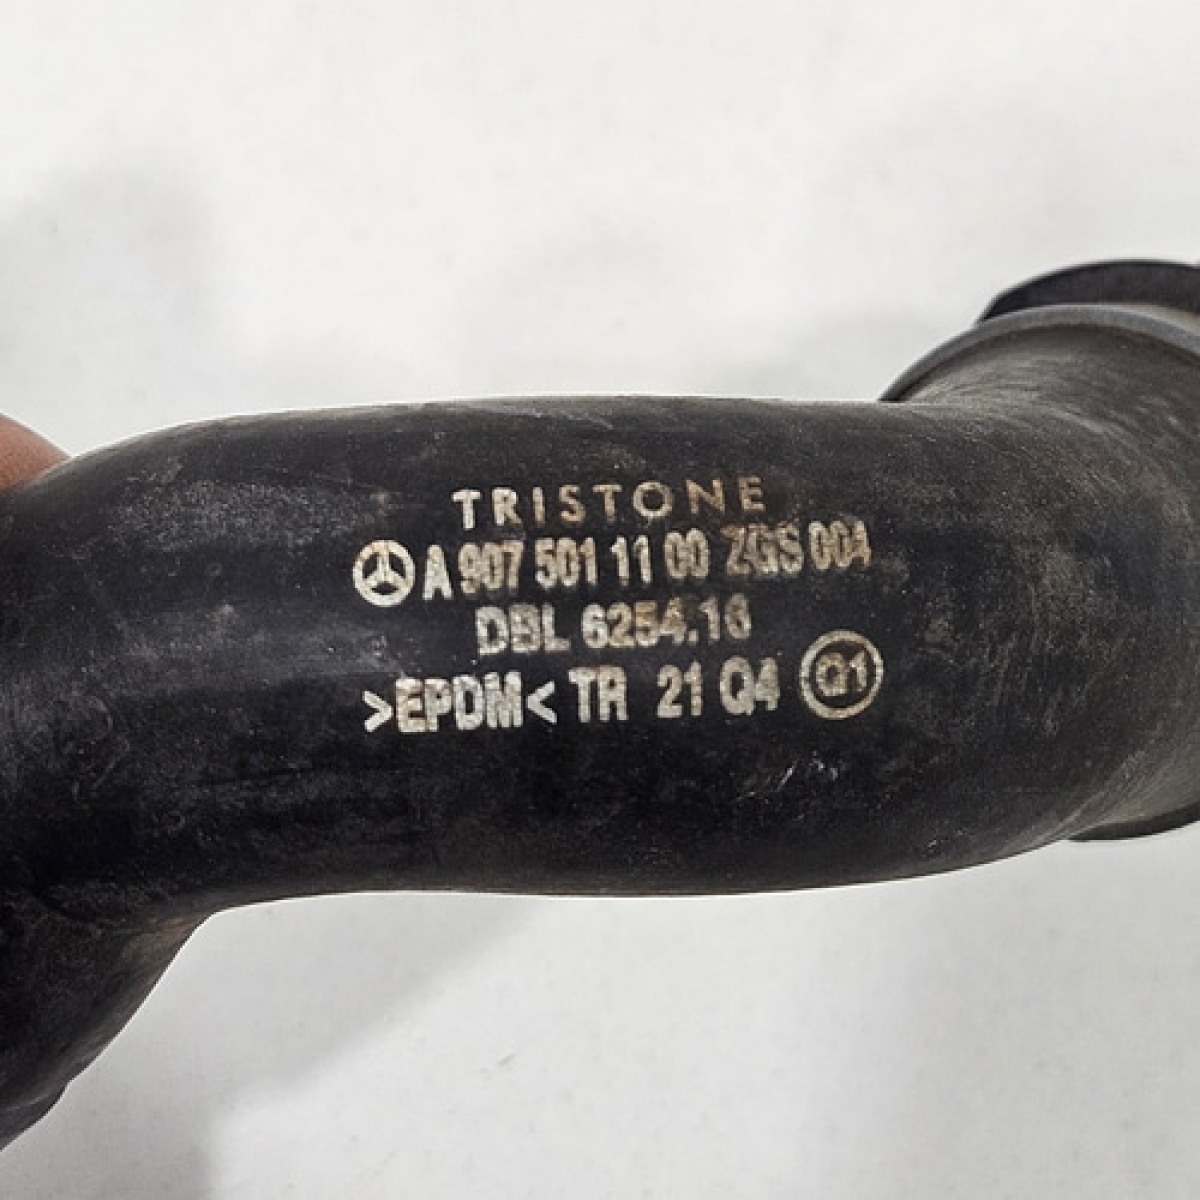 TRISTONE
A 907 501 11 00 ZGS 004
DBL 6254.16
>EPDM< TR 21 Q4 Q1